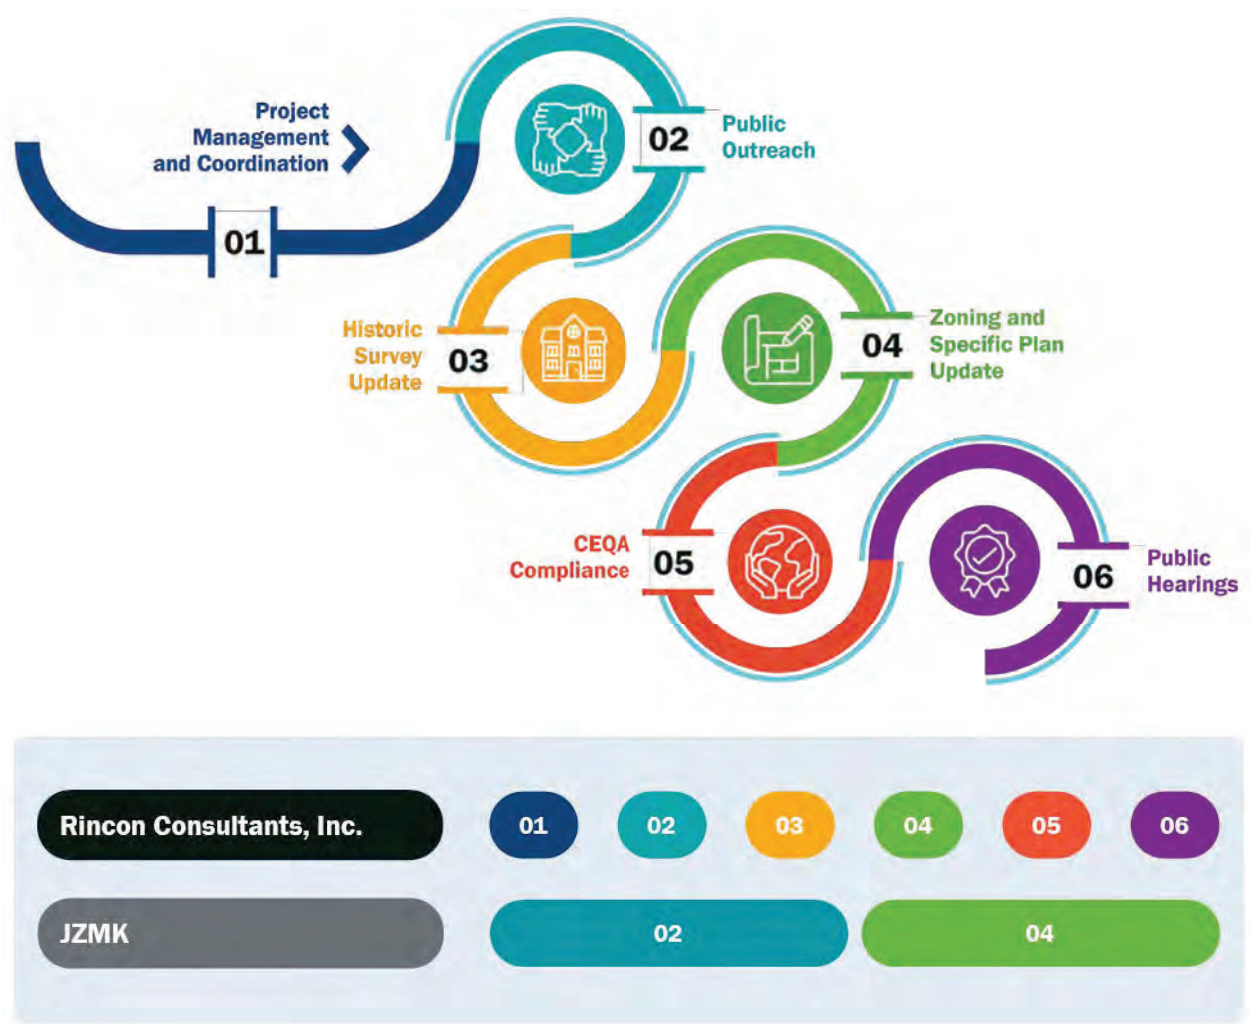 Project
Management
and Coordination
01
02
Public
Outreach
Historic
Survey
Update
03
04
Zoning and
Specific Plan
Update
CEQA
Compliance
05
06
Public
Hearings
Rincon Consultants, Inc.
01
02
03
04
05
06
JZMK
02
04